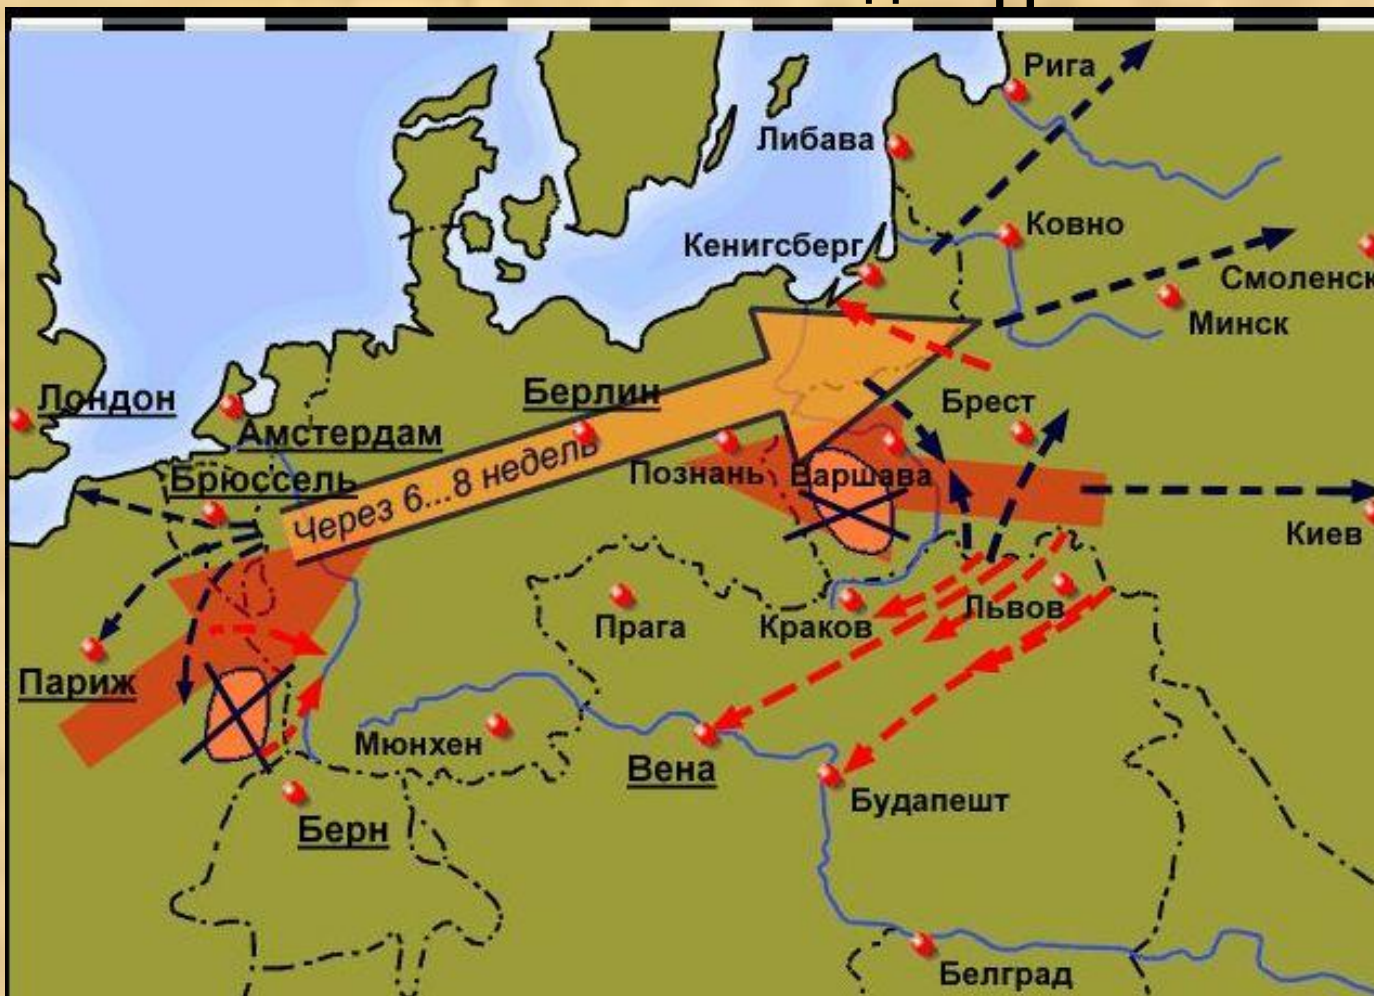 Рига
Либава
Ковно
Кенигсберг
Смоленск
Минск
Лондон
Берлин
Брест
Амстердам
Познань
Варшава
Брюссель
Через 6...8 недель
Киев
Прага
Краков
Львов
Париж
Мюнхен
Вена
Будапешт
Берн
Белград